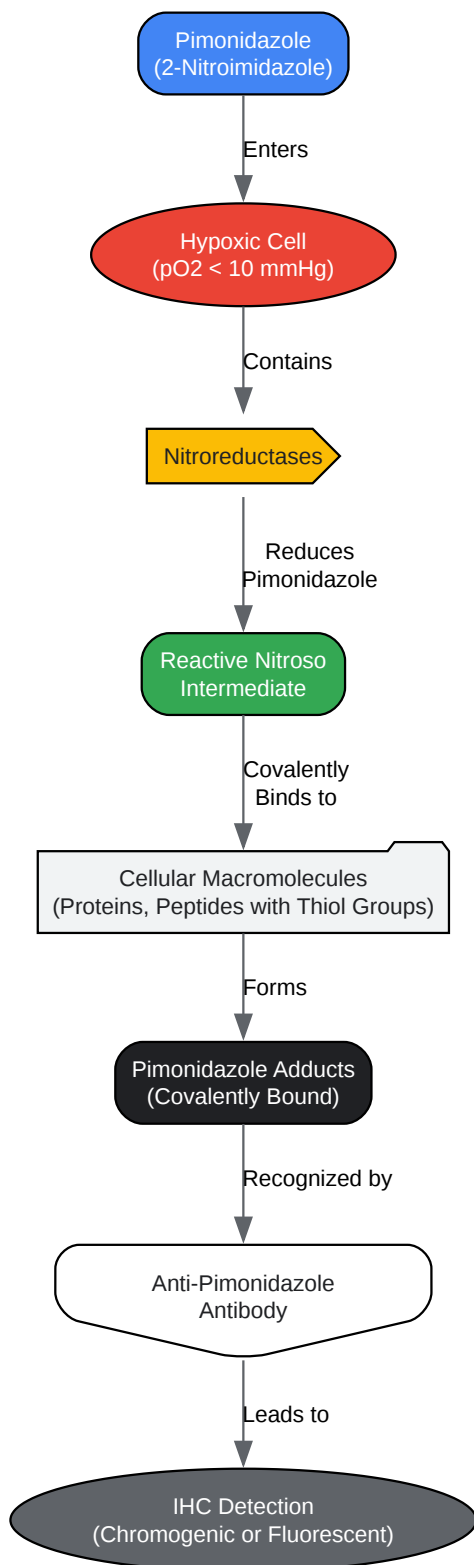 Pimonidazole
(2-Nitroimidazole)
Enters
Hypoxic Cell
(pO2 < 10 mmHg)
Contains
Nitroreductases
Reduces
Pimonidazole
Reactive Nitroso
Intermediate
Covalently
Binds to
Cellular Macromolecules
(Proteins, Peptides with Thiol Groups)
Forms
Pimonidazole Adducts
(Covalently Bound)
Recognized by
Anti-Pimonidazole
Antibody
Leads to
IHC Detection
(Chromogenic or Fluorescent)